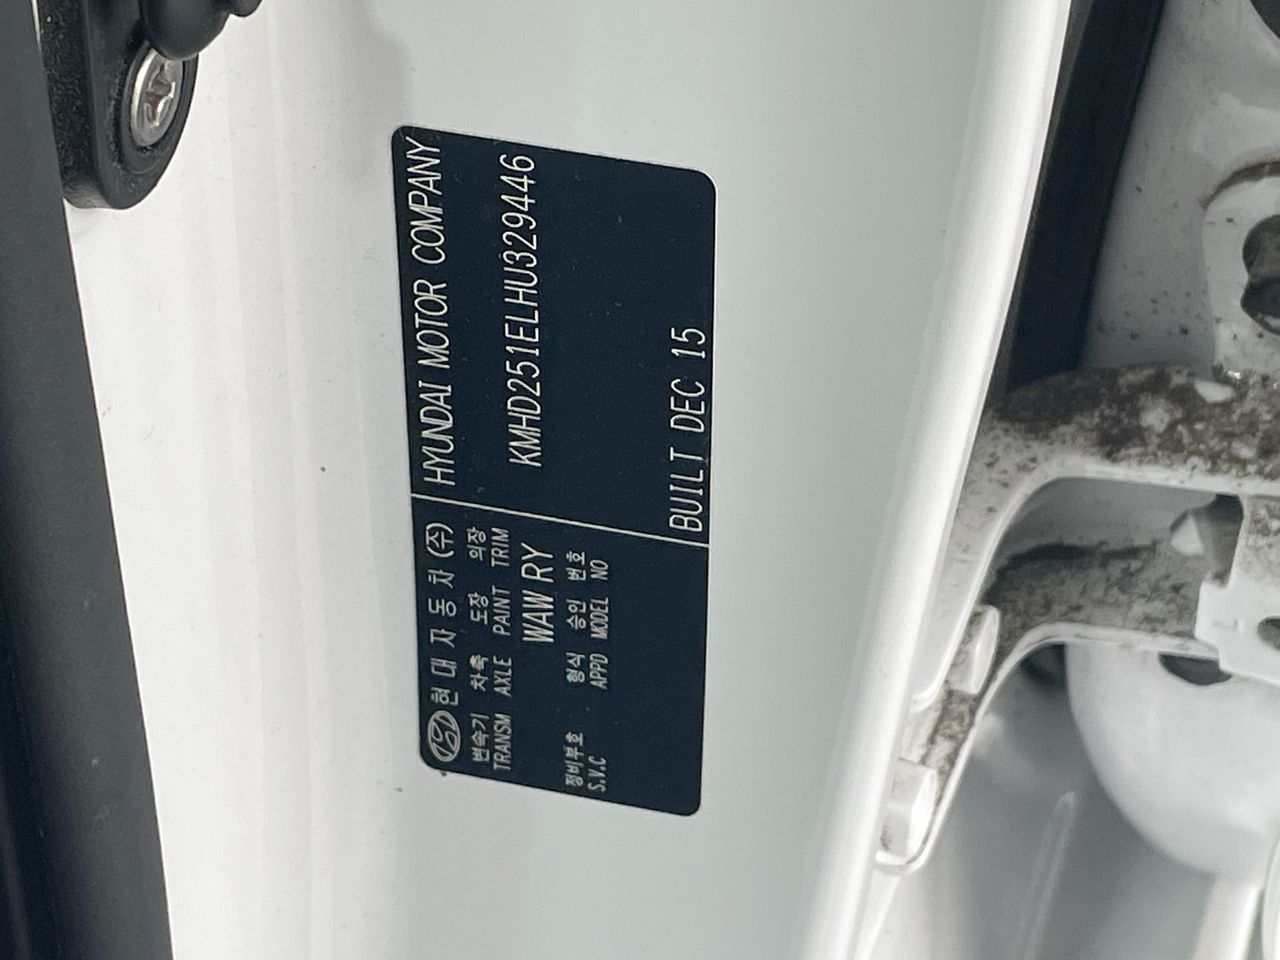 현대자동차(주)
HYUNDAI MOTOR COMPANY
변속기 차축 도장 의장
TRANSM AXLE PAINT TRIM
WAW RY
KMHD251ELHU329446
정비부호 형식 승인 번호
S.V.C APPD MODEL NO
BUILT DEC 15